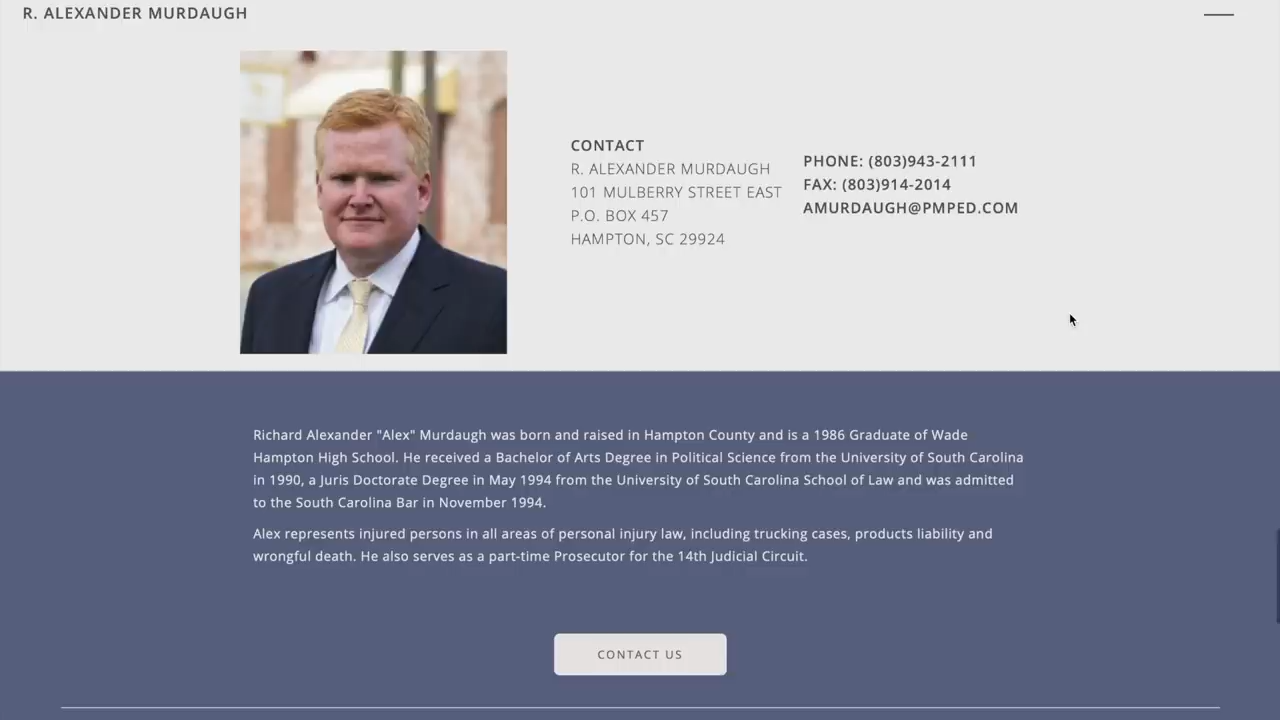 R. ALEXANDER MURDAUGH
CONTACT
R. ALEXANDER MURDAUGH
101 MULBERRY STREET EAST
P.O. BOX 457
HAMPTON, SC 29924
PHONE: (803)943-2111
FAX: (803)914-2014
AMURDAUGH@PMPED.COM
Richard Alexander "Alex" Murdaugh was born and raised in Hampton County and is a 1986 Graduate of Wade
Hampton High School. He received a Bachelor of Arts Degree in Political Science from the University of South Carolina
in 1990, a Juris Doctorate Degree in May 1994 from the University of South Carolina School of Law and was admitted
to the South Carolina Bar in November 1994.
Alex represents injured persons in all areas of personal injury law, including trucking cases, products liability and
wrongful death. He also serves as a part-time Prosecutor for the 14th Judicial Circuit.
CONTACT US